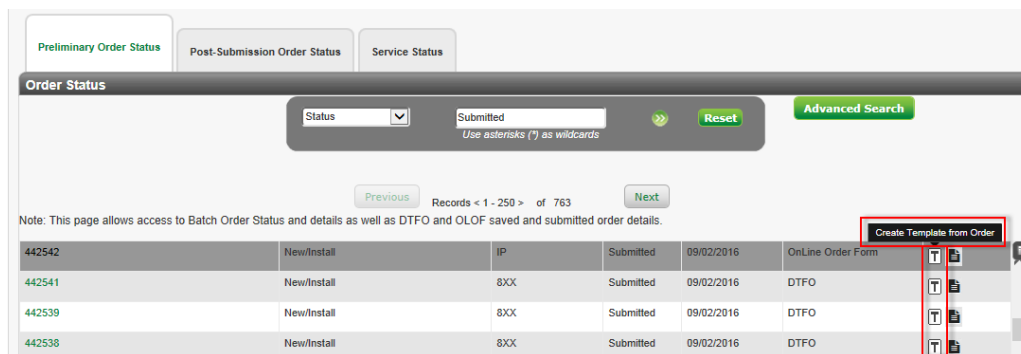 Preliminary Order Status Post-Submission Order Status Service Status
Order Status
Status Submitted Reset Advanced Search
Use asterisks (*) as wildcards
Previous Records < 1 - 250 > of 763 Next
Note: This page allows access to Batch Order Status and details as well as DTFO and OLOF saved and submitted order details.
Create Template from Order
442542 New/Install IP Submitted 09/02/2016 OnLine Order Form T
442541 New/Install 8XX Submitted 09/02/2016 DTFO T
442539 New/Install 8XX Submitted 09/02/2016 DTFO T
442538 New/Install 8XX Submitted 09/02/2016 DTFO T